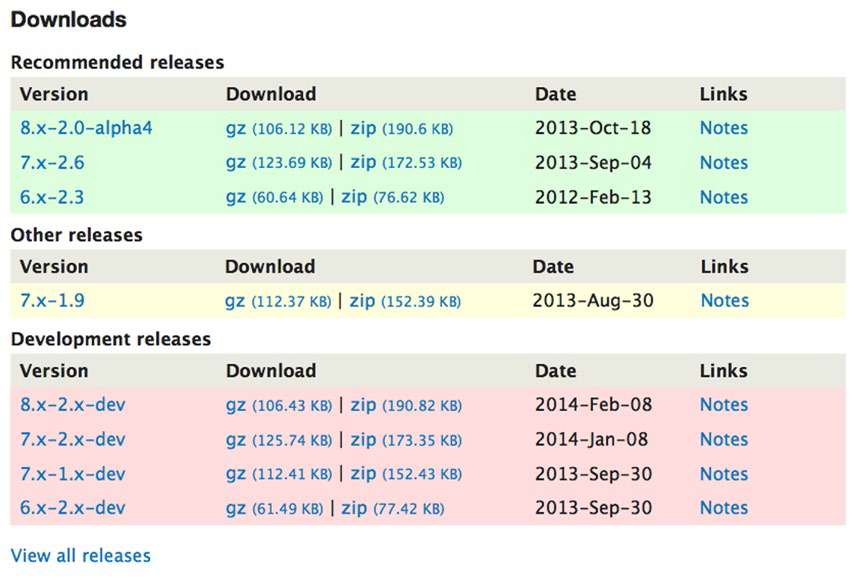 Downloads
Recommended releases
Version Download Date Links
8.x-2.0-alpha4 gz (106.12 KB) | zip (190.6 KB) 2013-Oct-18 Notes
7.x-2.6 gz (123.69 KB) | zip (172.53 KB) 2013-Sep-04 Notes
6.x-2.3 gz (60.64 KB) | zip (76.62 KB) 2012-Feb-13 Notes
Other releases
Version Download Date Links
7.x-1.9 gz (112.37 KB) | zip (152.39 KB) 2013-Aug-30 Notes
Development releases
Version Download Date Links
8.x-2.x-dev gz (106.43 KB) | zip (190.82 KB) 2014-Feb-08 Notes
7.x-2.x-dev gz (125.74 KB) | zip (173.35 KB) 2014-Jan-08 Notes
7.x-1.x-dev gz (112.41 KB) | zip (152.43 KB) 2013-Sep-30 Notes
6.x-2.x-dev gz (61.49 KB) | zip (77.42 KB) 2013-Sep-30 Notes
View all releases